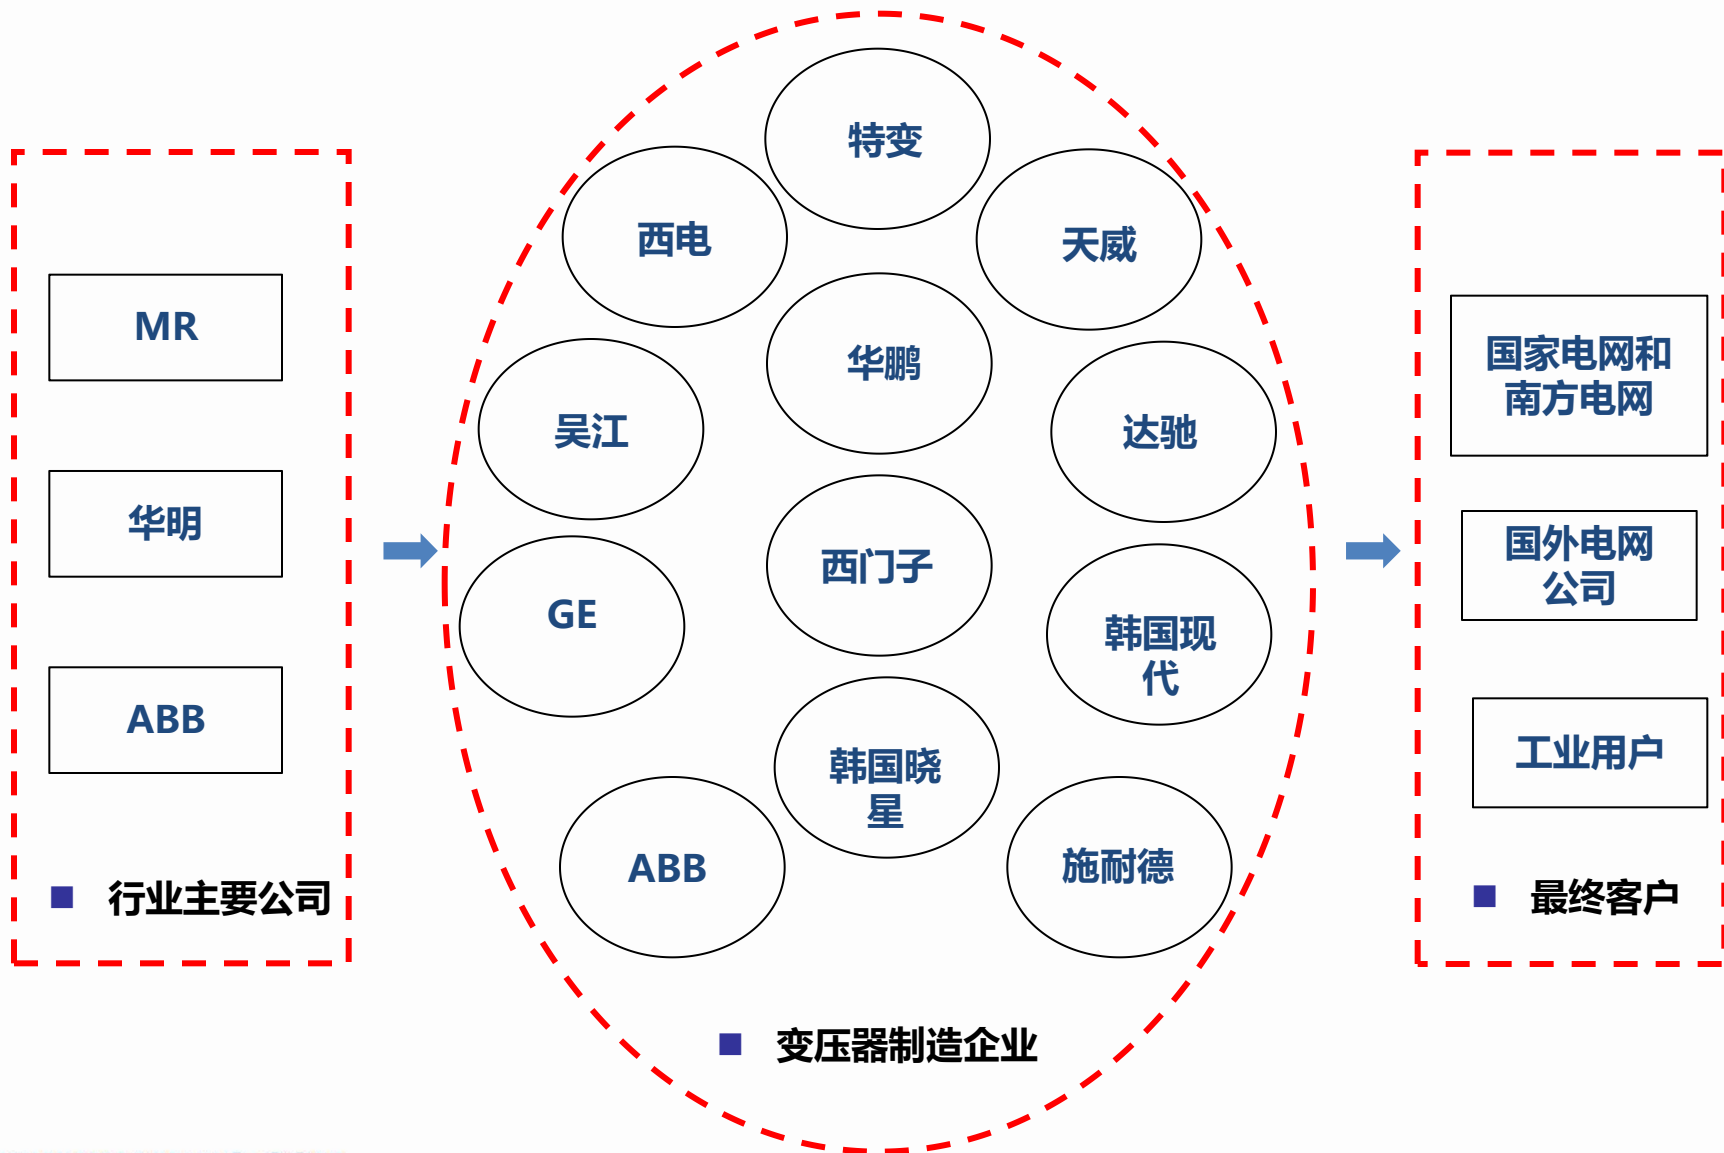 MR
华明
ABB
行业主要公司
特变
西电
天威
华鹏
吴江
达驰
西门子
GE
韩国现
代
韩国晓
星
ABB
施耐德
变压器制造企业
国家电网和
南方电网
国外电网
公司
工业用户
最终客户